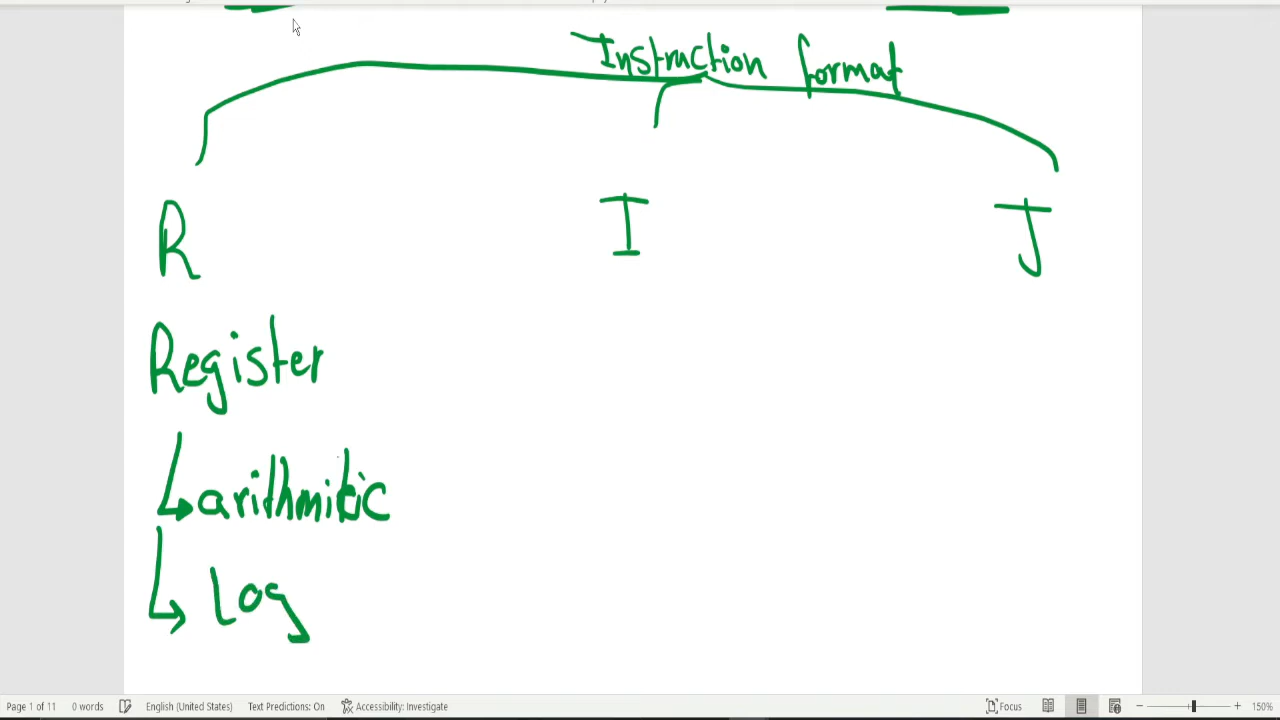 Instruction format
R I J
Register
arithmitic
Log
Page 1 of 11 0 words English (United States) Text Predictions: On Accessibility: Investigate Focus 150%